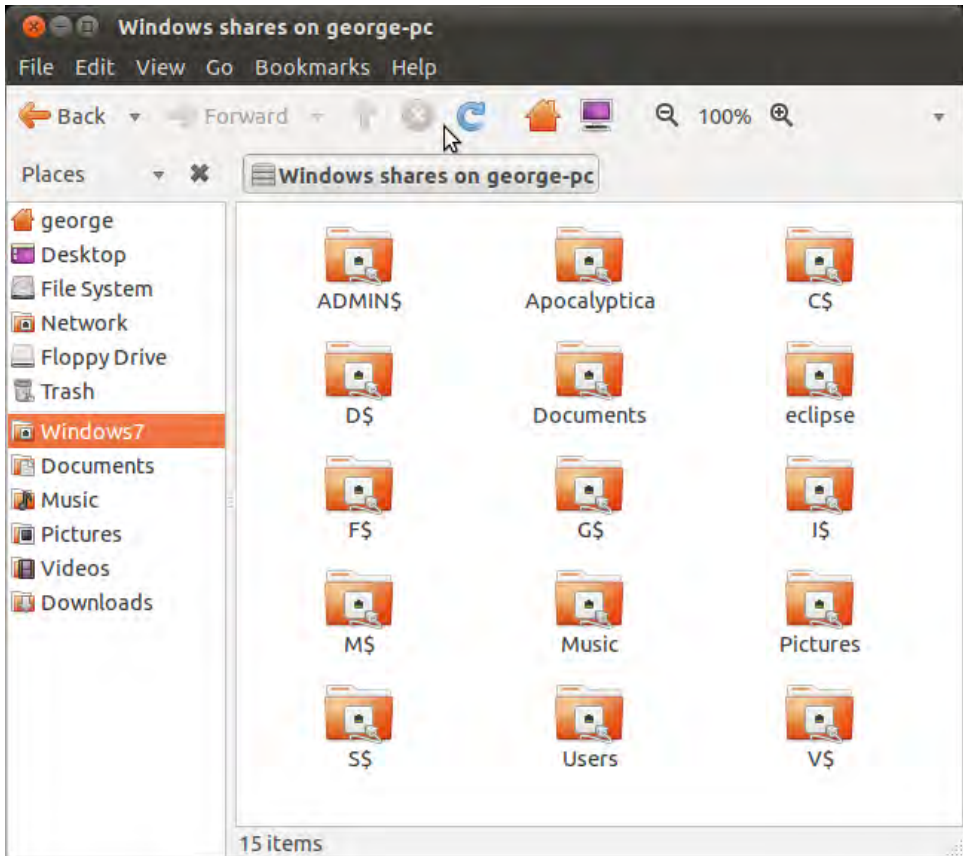 Windows shares on george-pc
File Edit View Go Bookmarks Help
Back Forward 100%
Places Windows shares on george-pc
george
Desktop
File System
Network
Floppy Drive
Trash
Windows7
Documents
Music
Pictures
Videos
Downloads
ADMIN$ Apocalyptica C$
D$ Documents eclipse
F$ G$ I$
M$ Music Pictures
S$ Users V$
15 items